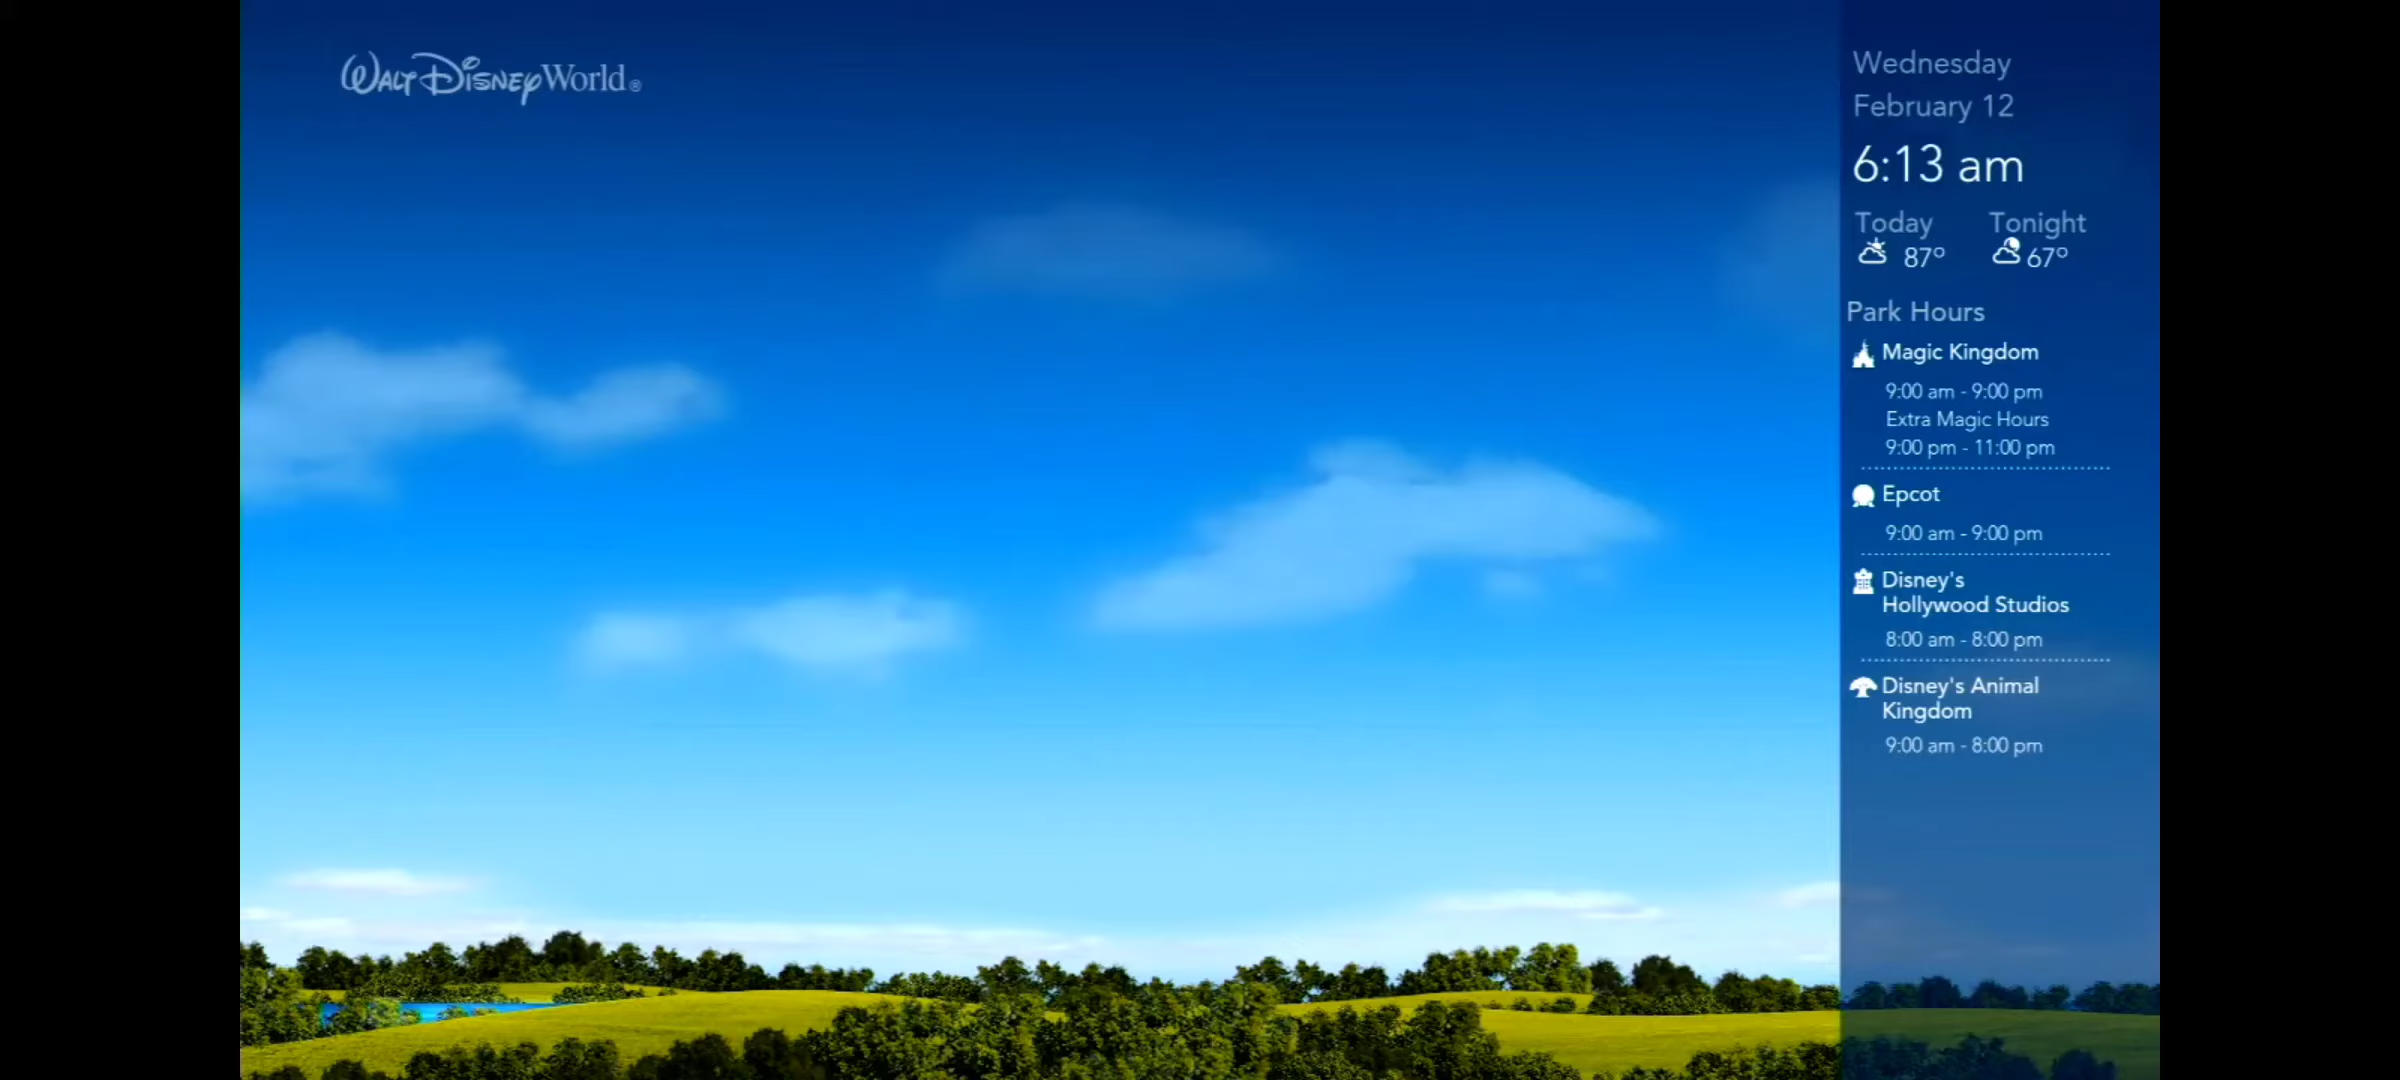 Walt Disney World®
Wednesday
February 12
6:13 am
Today Tonight
87° 67°
Park Hours
Magic Kingdom
9:00 am - 9:00 pm
Extra Magic Hours
9:00 pm - 11:00 pm
Epcot
9:00 am - 9:00 pm
Disney's
Hollywood Studios
8:00 am - 8:00 pm
Disney's Animal
Kingdom
9:00 am - 8:00 pm